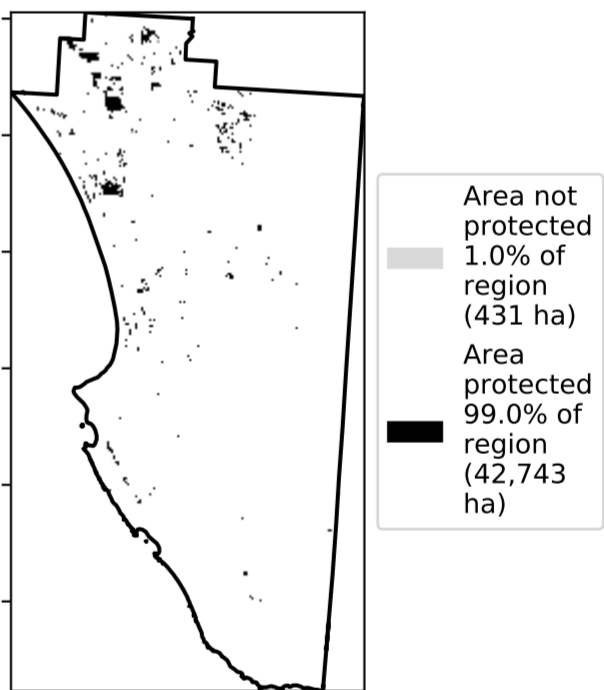 Area not
protected
1.0% of
region
(431 ha)
Area
protected
99.0% of
region
(42,743
ha)